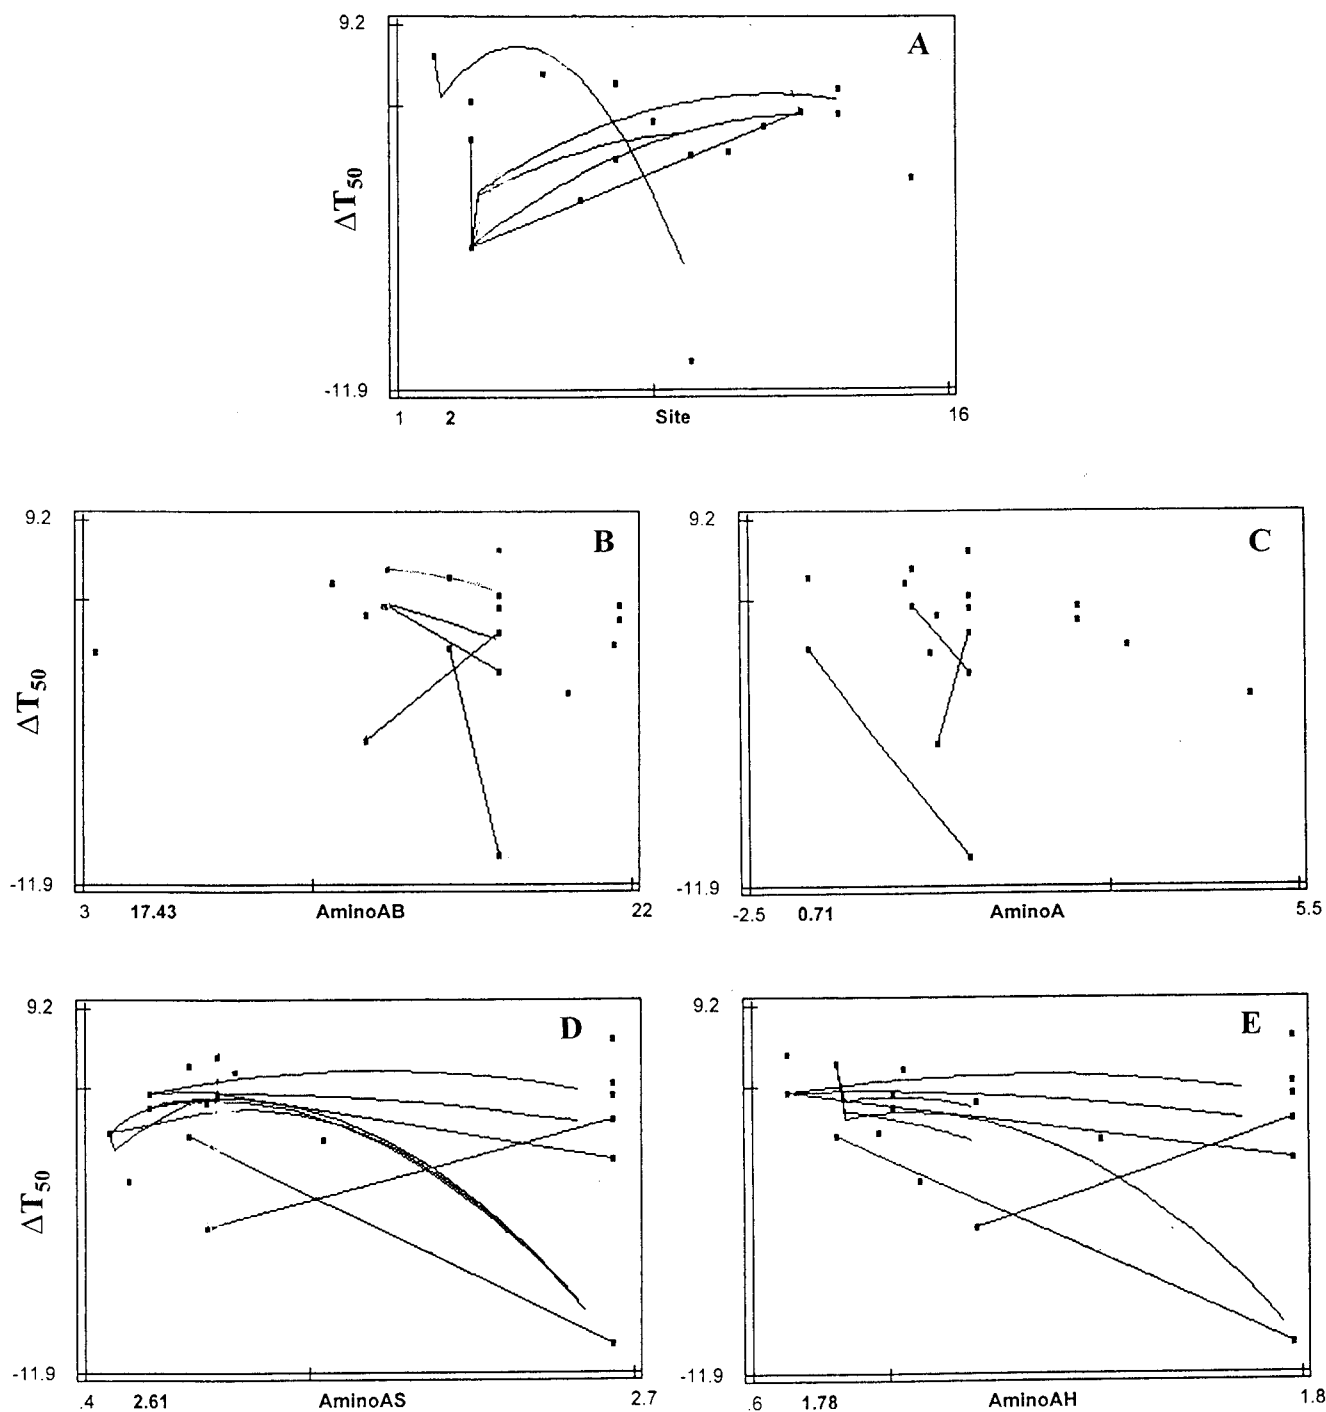 9.2
A
ΔT50
-11.9
1 2 Site 16
9.2
B
ΔT50
-11.9
3 17.43 AminoAB 22
9.2
C
-11.9
-2.5 0.71 AminoA 5.5
9.2
D
ΔT50
-11.9
.4 2.61 AminoAS 2.7
9.2
E
-11.9
.6 1.78 AminoAH 1.8